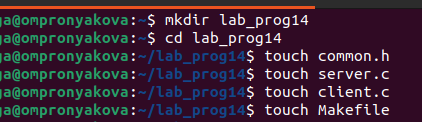 ga@ompronyakova:~$ mkdir lab_prog14
ga@ompronyakova:~$ cd lab_prog14
ga@ompronyakova:~/lab_prog14$ touch common.h
ga@ompronyakova:~/lab_prog14$ touch server.c
ga@ompronyakova:~/lab_prog14$ touch client.c
ga@ompronyakova:~/lab_prog14$ touch Makefile